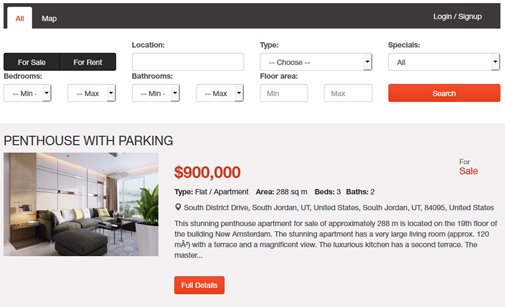 All Map Login / Signup
Location: Type: Specials:
For Sale For Rent -- Choose -- All
Bedrooms: Bathrooms: Floor area:
-- Min - -- Max -- Min - -- Max Min Max Search
PENTHOUSE WITH PARKING
$900,000
For
Sale
Type: Flat / Apartment Area: 288 sq m Beds: 3 Baths: 2
South District Drive, South Jordan, UT, United States, South Jordan, UT, 84095, United States
This stunning penthouse apartment for sale of approximately 288 m is located on the 19th floor of
the building New Amsterdam. The stunning apartment has a very large living room (approx. 120
mÂ²) with a terrace and a magnificent view. The luxurious kitchen has a second terrace. The
master...
Full Details